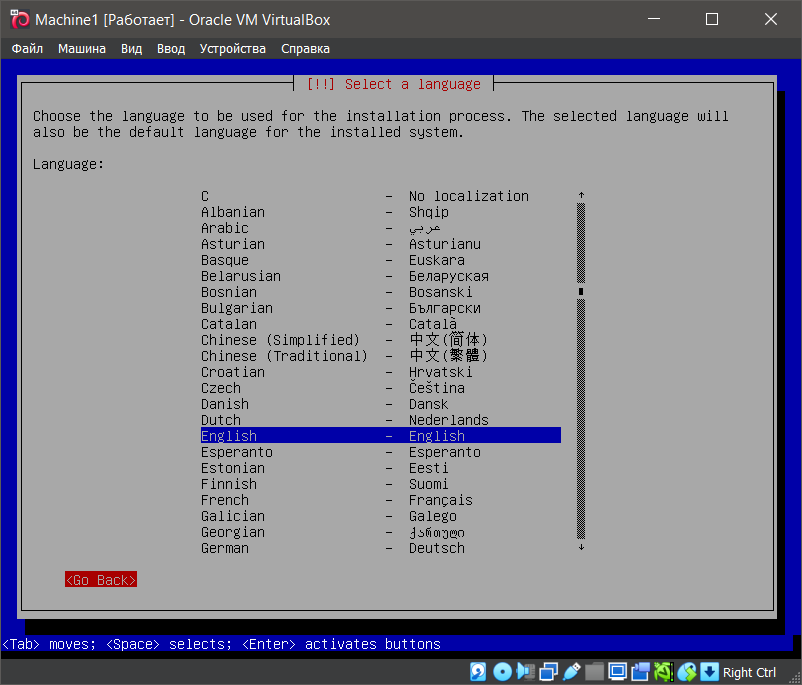 Machine1 [Работает] - Oracle VM VirtualBox
Файл Машина Вид Ввод Устройства Справка
[!!] Select a language
Choose the language to be used for the installation process. The selected language will
also be the default language for the installed system.
Language:
C - No localization
Albanian - Shqip
Arabic - عربي
Asturian - Asturianu
Basque - Euskara
Belarusian - Беларуская
Bosnian - Bosanski
Bulgarian - Български
Catalan - Català
Chinese (Simplified) - 中文(简体)
Chinese (Traditional) - 中文(繁體)
Croatian - Hrvatski
Czech - Čeština
Danish - Dansk
Dutch - Nederlands
English - English
Esperanto - Esperanto
Estonian - Eesti
Finnish - Suomi
French - Français
Galician - Galego
Georgian - ქართული
German - Deutsch
<Go Back>
<Tab> moves; <Space> selects; <Enter> activates buttons
Right Ctrl